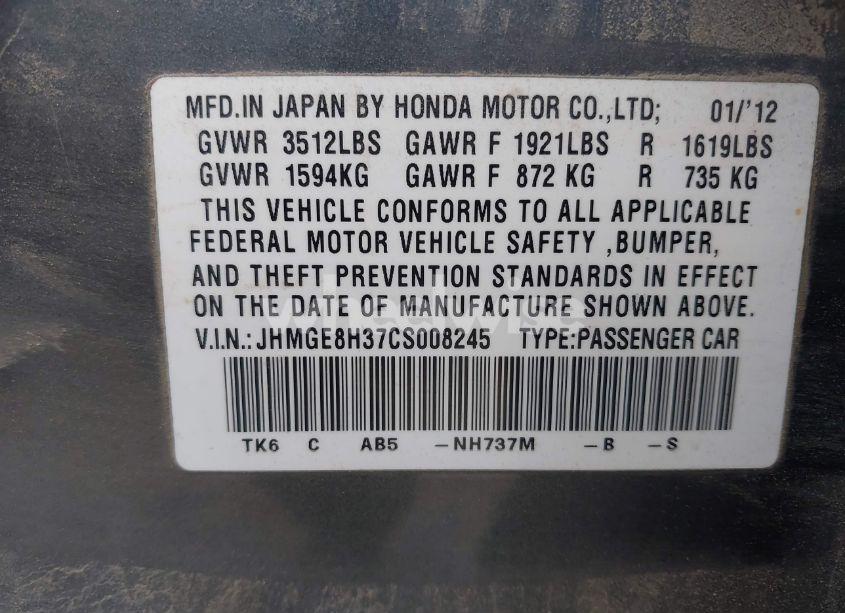 MFD.IN JAPAN BY HONDA MOTOR CO.,LTD; 01/'12
GVWR 3512LBS GAWR F 1921LBS R 1619LBS
GVWR 1594KG GAWR F 872 KG R 735 KG
THIS VEHICLE CONFORMS TO ALL APPLICABLE
FEDERAL MOTOR VEHICLE SAFETY ,BUMPER,
AND THEFT PREVENTION STANDARDS IN EFFECT
ON THE DATE OF MANUFACTURE SHOWN ABOVE.
wheelwise
V.I.N.: JHMGE8H37CS008245 TYPE:PASSENGER CAR
TK6 C AB5 -NH737M -B -S